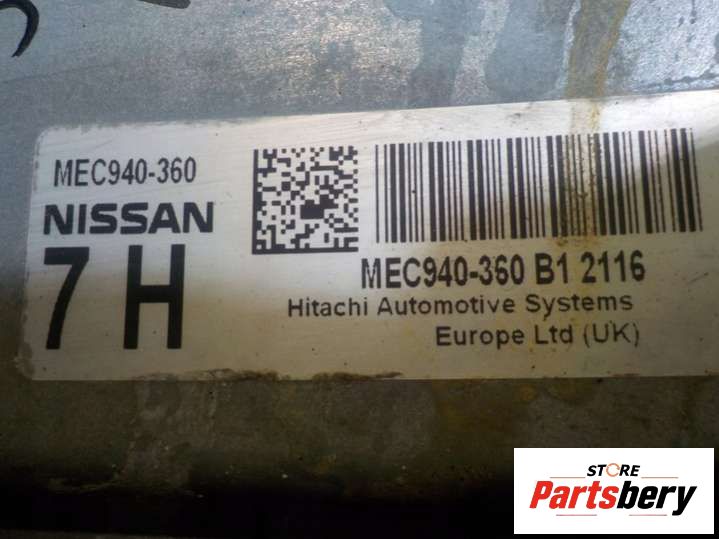 MEC940-360
NISSAN
7 H
MEC940-360 B1 2116
Hitachi Automotive Systems
Europe Ltd (UK)
STORE
Partsbery